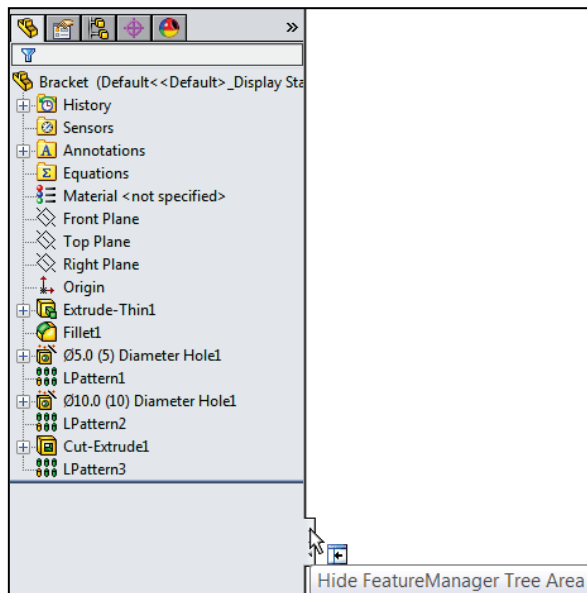 »
Bracket (Default<<Default>_Display Sta
History
Sensors
A Annotations
Σ Equations
Material <not specified>
Front Plane
Top Plane
Right Plane
Origin
Extrude-Thin1
Fillet1
Ø5.0 (5) Diameter Hole1
LPattern1
Ø10.0 (10) Diameter Hole1
LPattern2
Cut-Extrude1
LPattern3
Hide FeatureManager Tree Area